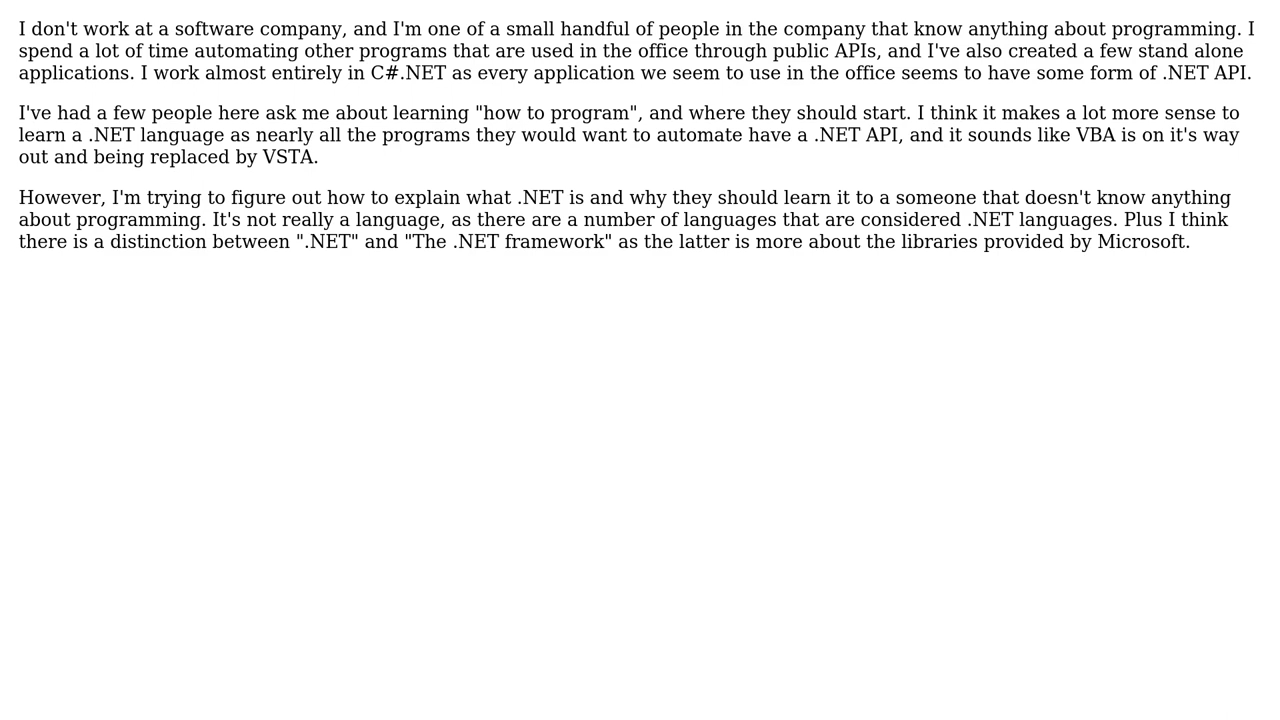 I don't work at a software company, and I'm one of a small handful of people in the company that know anything about programming. I
spend a lot of time automating other programs that are used in the office through public APIs, and I've also created a few stand alone
applications. I work almost entirely in C#.NET as every application we seem to use in the office seems to have some form of .NET API.
I've had a few people here ask me about learning "how to program", and where they should start. I think it makes a lot more sense to
learn a .NET language as nearly all the programs they would want to automate have a .NET API, and it sounds like VBA is on it's way
out and being replaced by VSTA.
However, I'm trying to figure out how to explain what .NET is and why they should learn it to a someone that doesn't know anything
about programming. It's not really a language, as there are a number of languages that are considered .NET languages. Plus I think
there is a distinction between ".NET" and "The .NET framework" as the latter is more about the libraries provided by Microsoft.